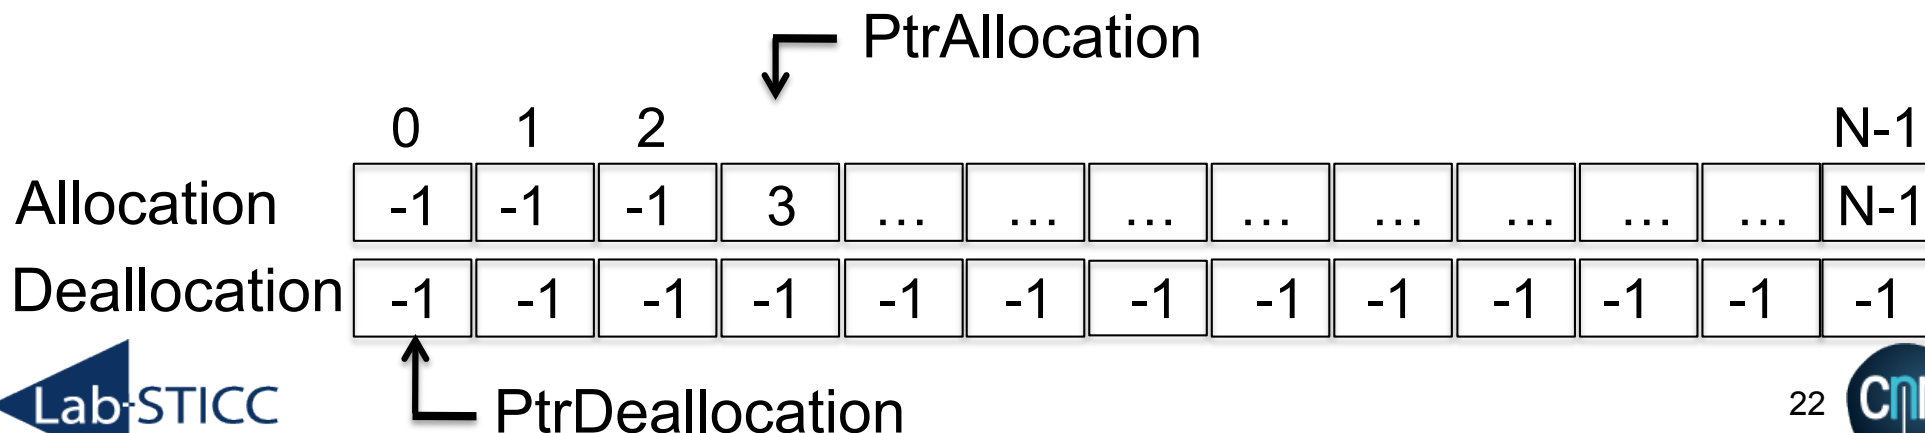 PtrAllocation
0 1 2 N-1
Allocation -1 -1 -1 3 ... ... ... ... ... ... ... ... N-1
Deallocation -1 -1 -1 -1 -1 -1 -1 -1 -1 -1 -1 -1 -1
Lab-STICC PtrDeallocation 22